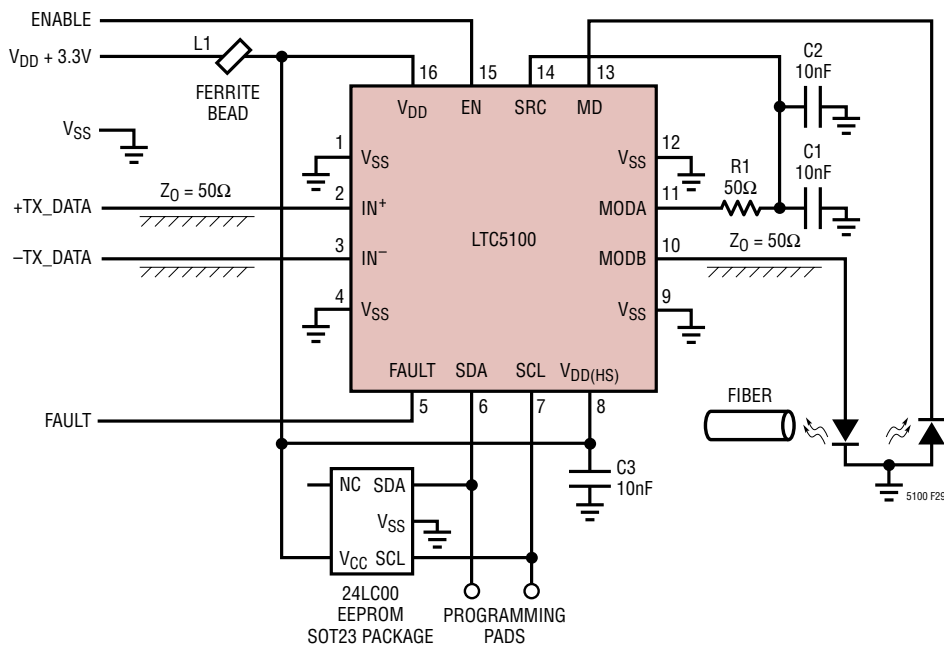 ENABLE
VDD + 3.3V
L1
FERRITE
BEAD
VSS
16
15
14
13
C2
10nF
VDD
EN
SRC
MD
1
VSS
12
VSS
C1
10nF
R1
50Ω
+TX_DATA
Z0 = 50Ω
2
IN+
11
MODA
LTC5100
−TX_DATA
3
IN−
10
MODB
Z0 = 50Ω
4
VSS
9
VSS
FAULT
SDA
SCL
VDD(HS)
FAULT
5
6
7
8
FIBER
C3
10nF
5100 F29
NC
SDA
VSS
VCC
SCL
24LC00
EEPROM
SOT23 PACKAGE
PROGRAMMING
PADS